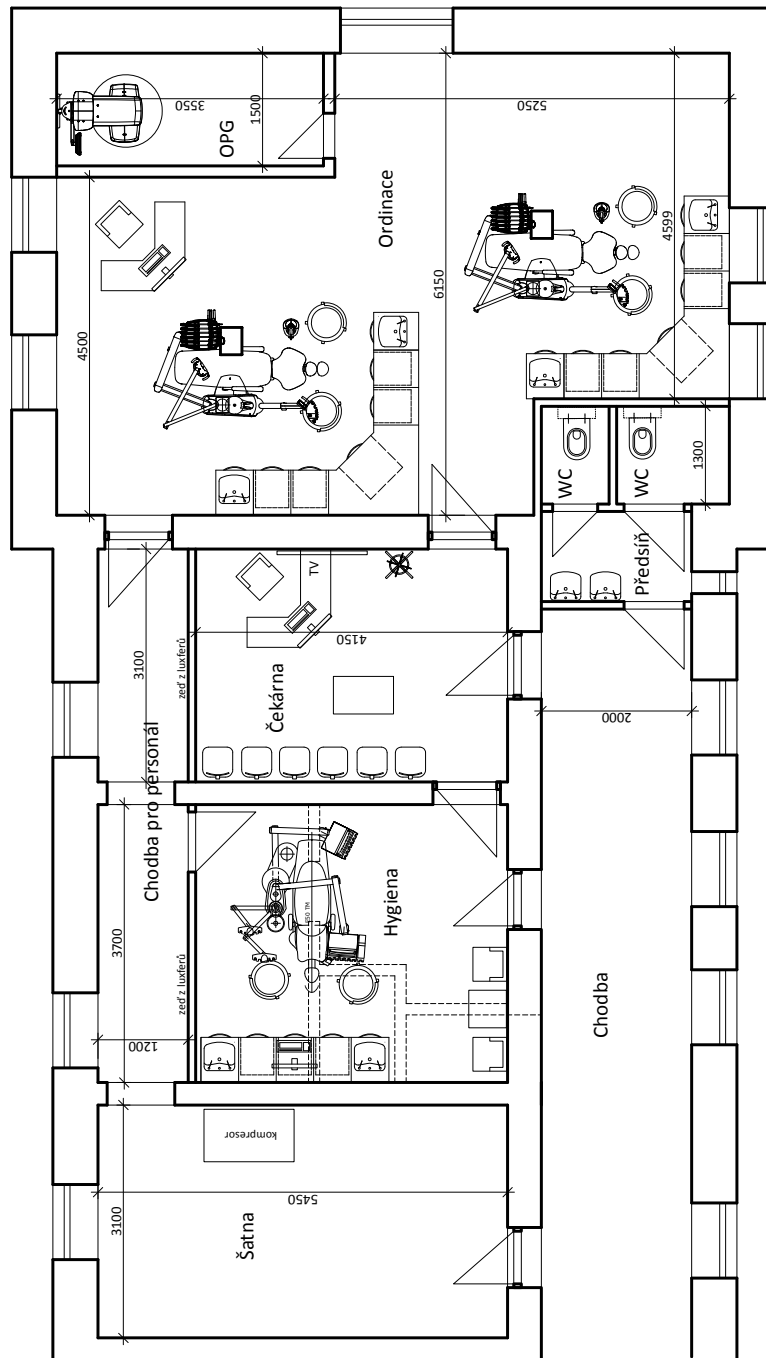 3550
1500
OPG
5250
Ordinace
4599
6150
4500
WC
WC
1300
Předsíň
TV
4150
3100
zeď z luxferů
Čekárna
2000
Chodba pro personál
3700
Hygiena
zeď z luxferů
1200
Chodba
kompresor
5450
3100
Šatna